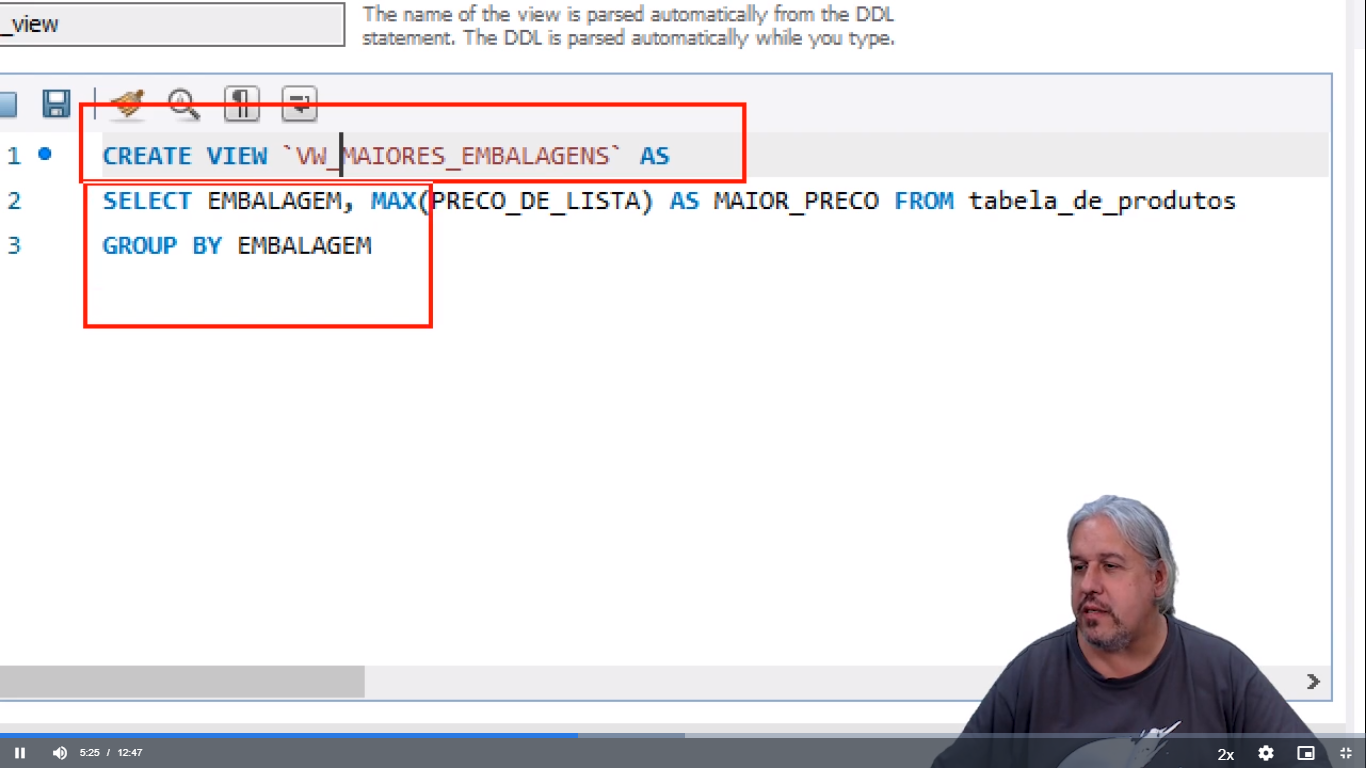 _view
The name of the view is parsed automatically from the DDL
statement. The DDL is parsed automatically while you type.
1 CREATE VIEW `VW_MAIORES_EMBALAGENS` AS
2 SELECT EMBALAGEM, MAX(PRECO_DE_LISTA) AS MAIOR_PRECO FROM tabela_de_produtos
3 GROUP BY EMBALAGEM
5:25 / 12:47
2x